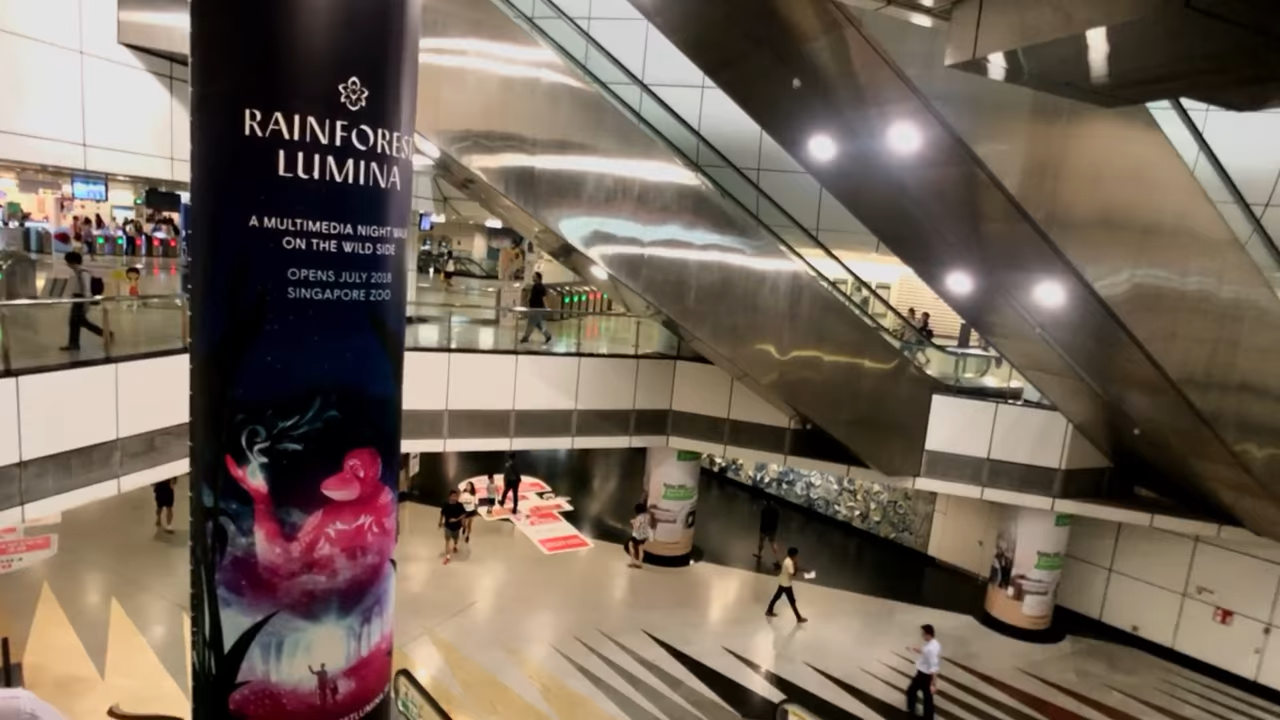 RAINFOREST
LUMINA
A MULTIMEDIA NIGHT WALK
ON THE WILD SIDE
OPENS JULY 2018
SINGAPORE ZOO